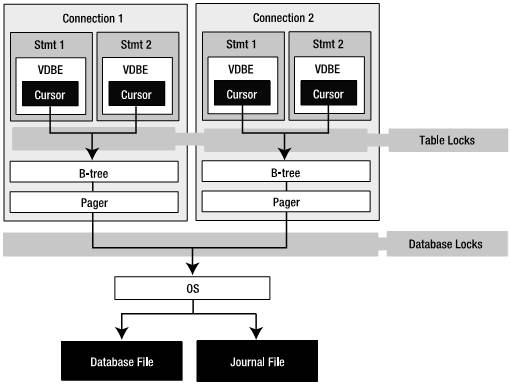 Connection 1
Connection 2
Stmt 1
Stmt 2
Stmt 1
Stmt 2
VDBE
VDBE
VDBE
VDBE
Cursor
Cursor
Cursor
Cursor
Table Locks
B-tree
B-tree
Pager
Pager
Database Locks
OS
Database File
Journal File